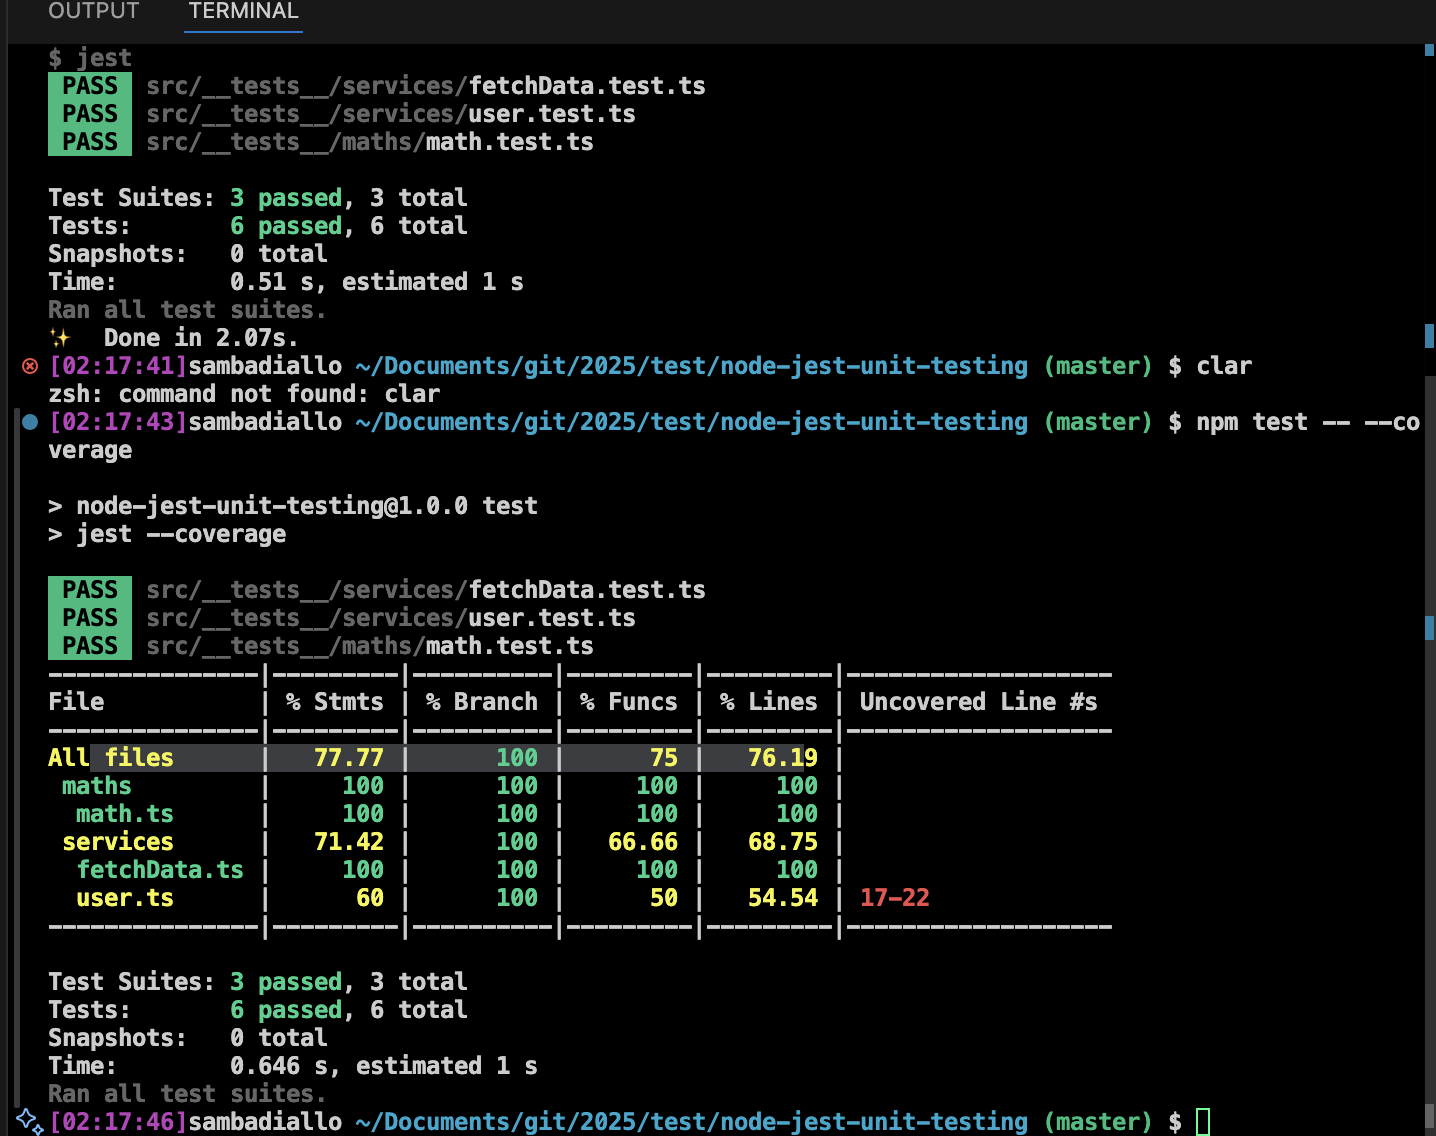 OUTPUT TERMINAL
$ jest
PASS src/__tests__/services/fetchData.test.ts
PASS src/__tests__/services/user.test.ts
PASS src/__tests__/maths/math.test.ts
Test Suites: 3 passed, 3 total
Tests: 6 passed, 6 total
Snapshots: 0 total
Time: 0.51 s, estimated 1 s
Ran all test suites.
✨ Done in 2.07s.
[02:17:41]sambadiallo ~/Documents/git/2025/test/node-jest-unit-testing (master) $ clar
zsh: command not found: clar
[02:17:43]sambadiallo ~/Documents/git/2025/test/node-jest-unit-testing (master) $ npm test -- --co
verage
> node-jest-unit-testing@1.0.0 test
> jest --coverage
PASS src/__tests__/services/fetchData.test.ts
PASS src/__tests__/services/user.test.ts
PASS src/__tests__/maths/math.test.ts
---------------|---------|----------|---------|---------|-------------------
File | % Stmts | % Branch | % Funcs | % Lines | Uncovered Line #s
---------------|---------|----------|---------|---------|-------------------
All files | 77.77 | 100 | 75 | 76.19 |
maths | 100 | 100 | 100 | 100 |
math.ts | 100 | 100 | 100 | 100 |
services | 71.42 | 100 | 66.66 | 68.75 |
fetchData.ts | 100 | 100 | 100 | 100 |
user.ts | 60 | 100 | 50 | 54.54 | 17-22
---------------|---------|----------|---------|---------|-------------------
Test Suites: 3 passed, 3 total
Tests: 6 passed, 6 total
Snapshots: 0 total
Time: 0.646 s, estimated 1 s
Ran all test suites.
[02:17:46]sambadiallo ~/Documents/git/2025/test/node-jest-unit-testing (master) $